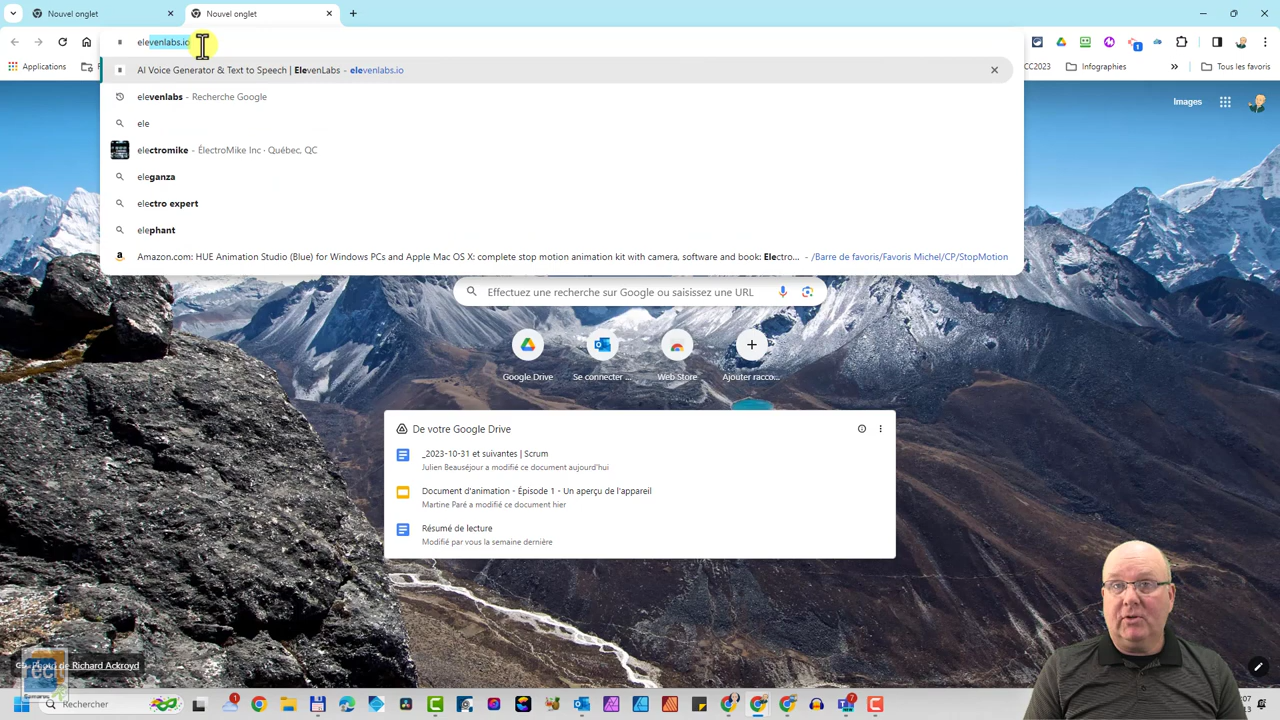 Nouvel onglet
Nouvel onglet
elevenlabs.io
Applications
CC2023
Infographies
Tous les favoris
AI Voice Generator & Text to Speech | ElevenLabs - elevenlabs.io
elevenlabs - Recherche Google
ele
electromike - ÉlectroMike Inc · Québec, QC
eleganza
electro expert
elephant
Amazon.com: HUE Animation Studio (Blue) for Windows PCs and Apple Mac OS X: complete stop motion animation kit with camera, software and book: Electro... - /Barre de favoris/Favoris Michel/CP/StopMotion
Images
Effectuez une recherche sur Google ou saisissez une URL
Google Drive
Se connecter ...
Web Store
Ajouter racco...
De votre Google Drive
_2023-10-31 et suivantes | Scrum
Julien Beauséjour a modifié ce document aujourd'hui
Document d'animation - Épisode 1 - Un aperçu de l'appareil
Martine Paré a modifié ce document hier
Résumé de lecture
Modifié par vous la semaine dernière
de Richard Ackroyd
Rechercher